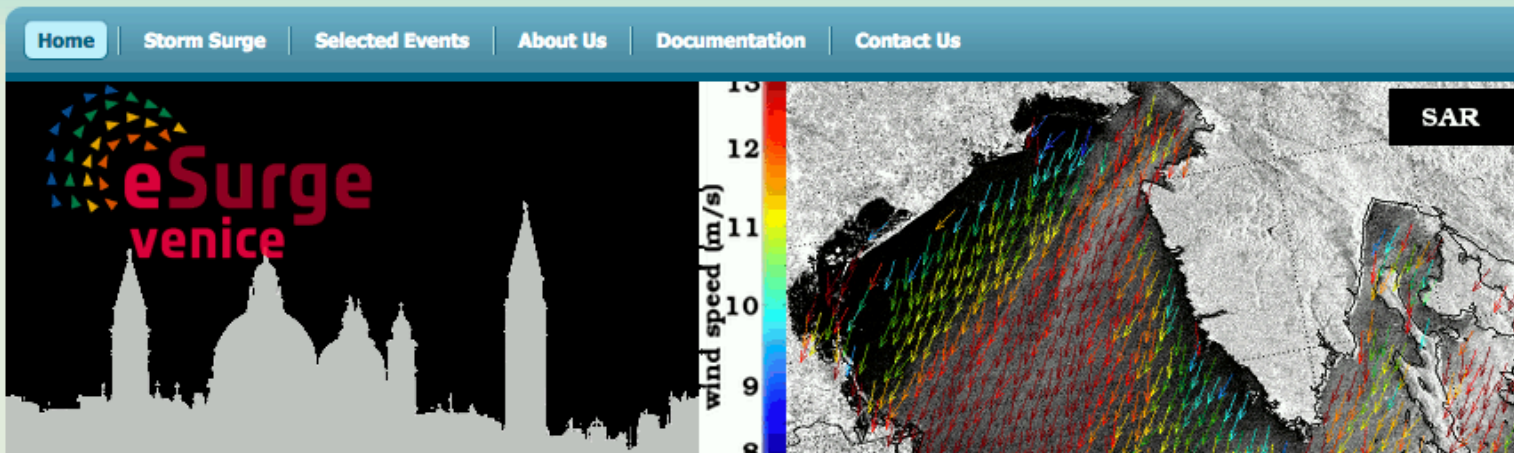 Home Storm Surge Selected Events About Us Documentation Contact Us
eSurge
venice
wind speed (m/s)
13
12
11
10
9
8
SAR